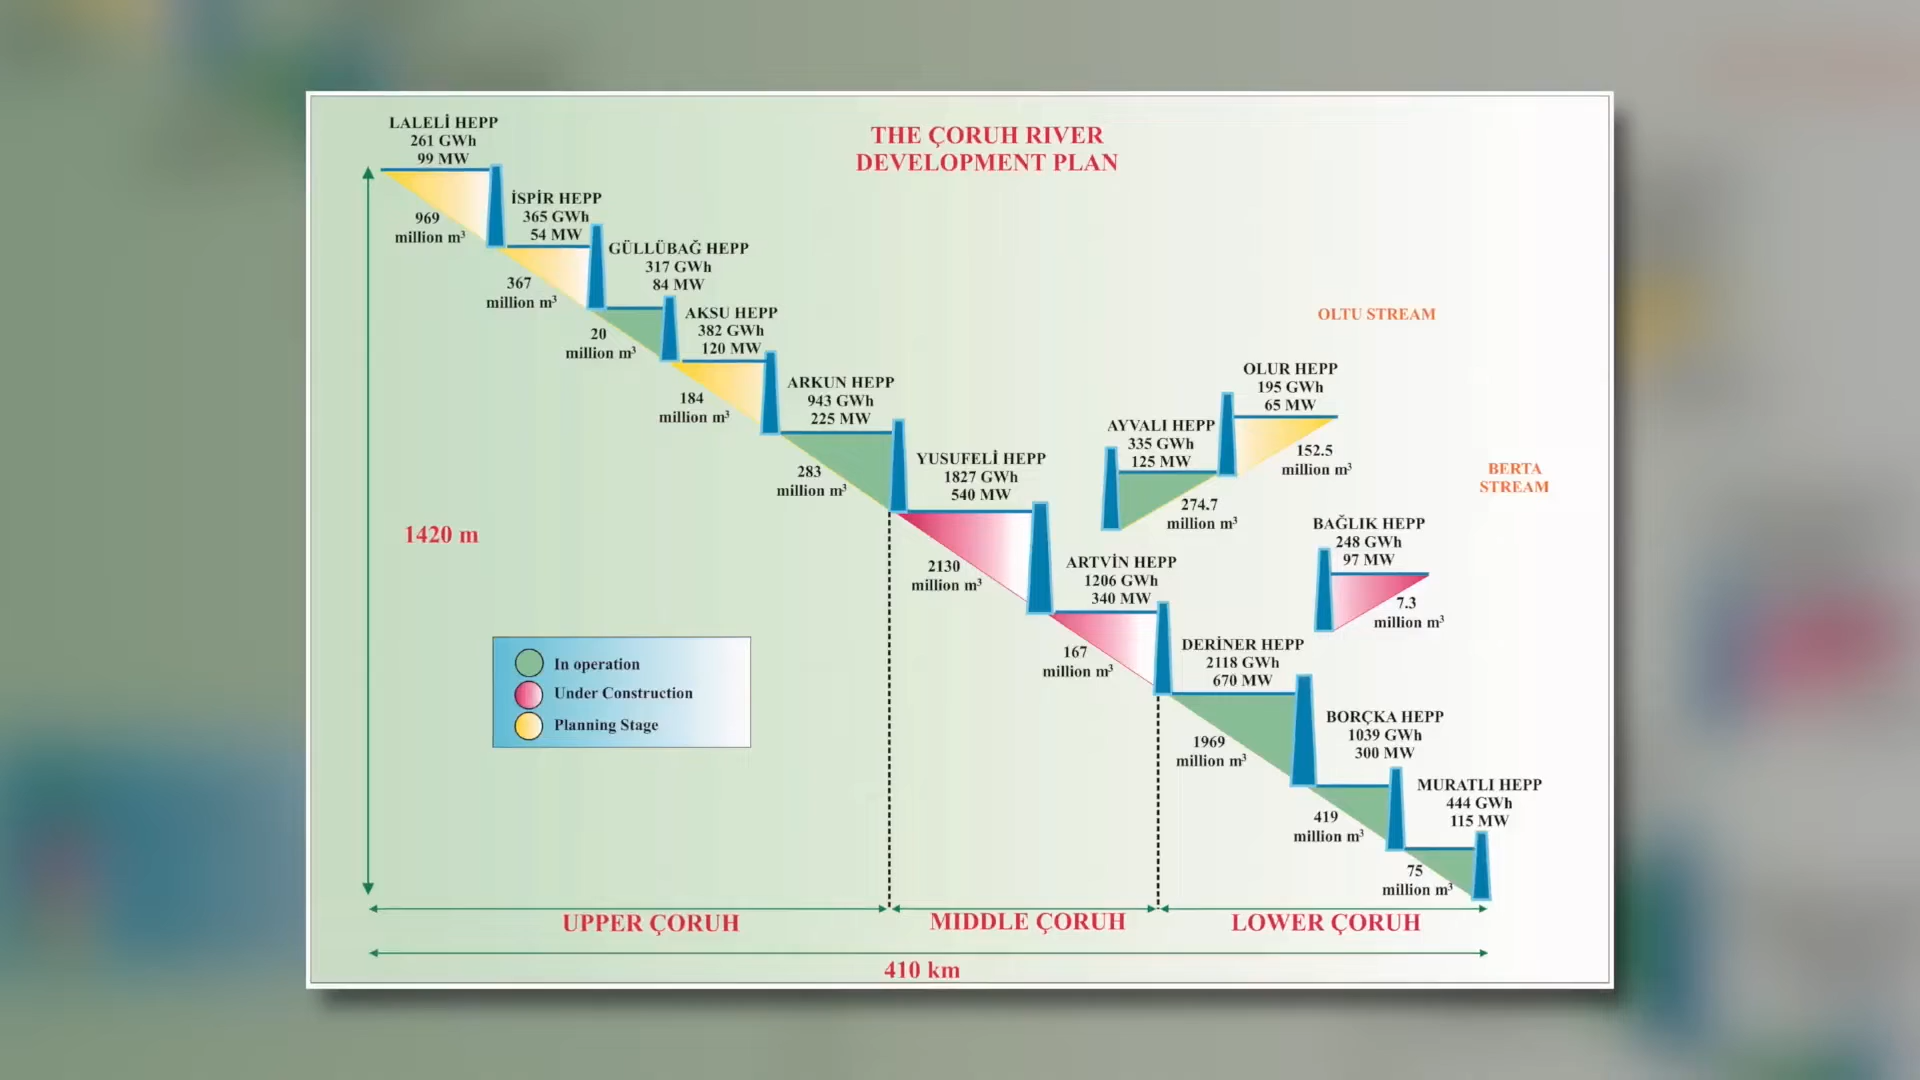 THE ÇORUH RIVER
DEVELOPMENT PLAN
LALELİ HEPP
261 GWh
99 MW
969
million m³
İSPİR HEPP
365 GWh
54 MW
367
million m³
GÜLLÜBAĞ HEPP
317 GWh
84 MW
20
million m³
AKSU HEPP
382 GWh
120 MW
184
million m³
ARKUN HEPP
943 GWh
225 MW
283
million m³
YUSUFELİ HEPP
1827 GWh
540 MW
2130
million m³
ARTVİN HEPP
1206 GWh
340 MW
167
million m³
DERİNER HEPP
2118 GWh
670 MW
1969
million m³
BORÇKA HEPP
1039 GWh
300 MW
419
million m³
MURATLI HEPP
444 GWh
115 MW
75
million m³
OLTU STREAM
OLUR HEPP
195 GWh
65 MW
152.5
million m³
AYVALI HEPP
335 GWh
125 MW
274.7
million m³
BERTA
STREAM
BAĞLIK HEPP
248 GWh
97 MW
7.3
million m³
1420 m
In operation
Under Construction
Planning Stage
UPPER ÇORUH
MIDDLE ÇORUH
LOWER ÇORUH
410 km